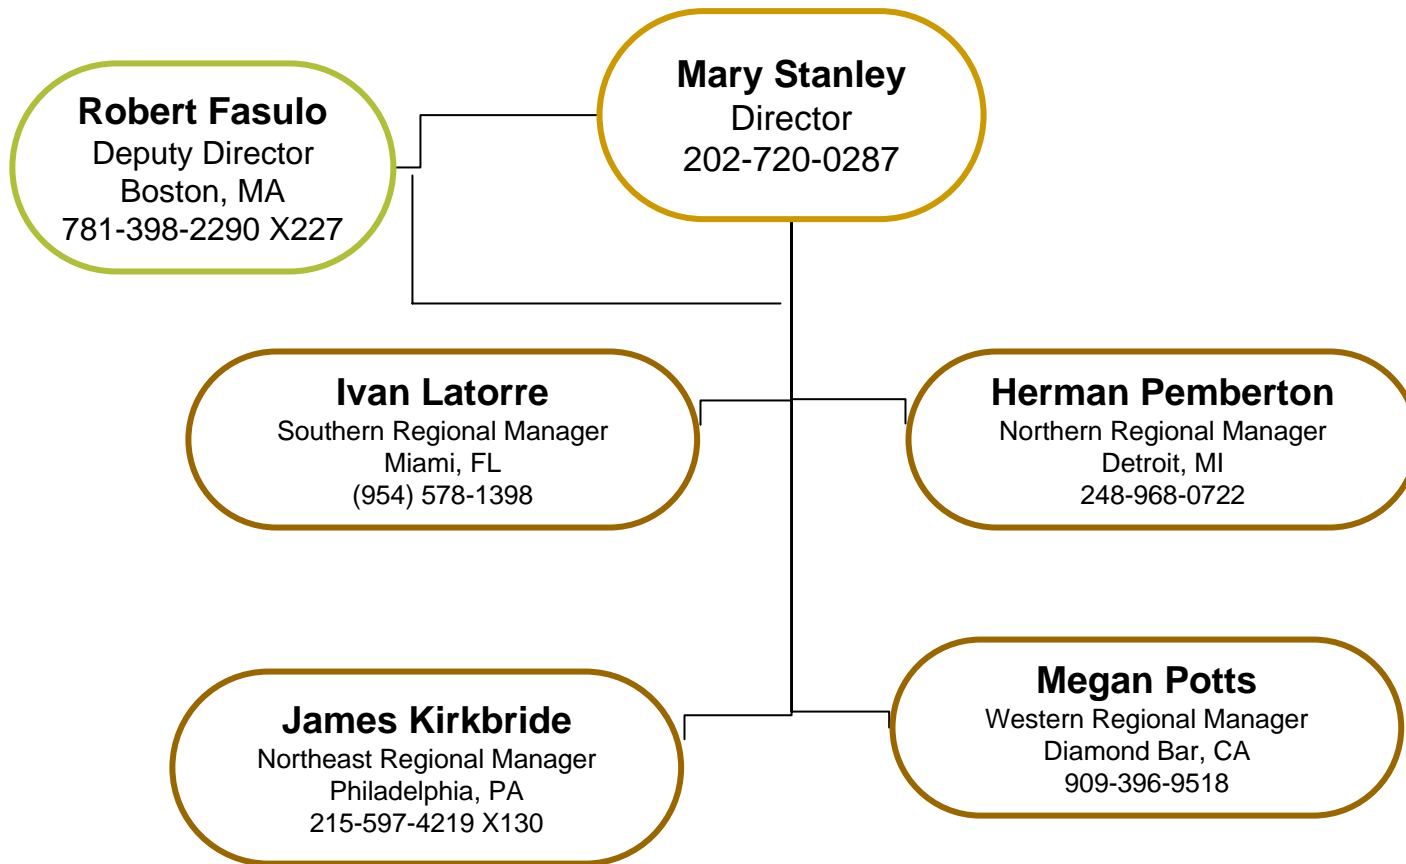 Mary Stanley
Director
202-720-0287
Robert Fasulo
Deputy Director
Boston, MA
781-398-2290 X227
Ivan Latorre
Southern Regional Manager
Miami, FL
(954) 578-1398
Herman Pemberton
Northern Regional Manager
Detroit, MI
248-968-0722
James Kirkbride
Northeast Regional Manager
Philadelphia, PA
215-597-4219 X130
Megan Potts
Western Regional Manager
Diamond Bar, CA
909-396-9518